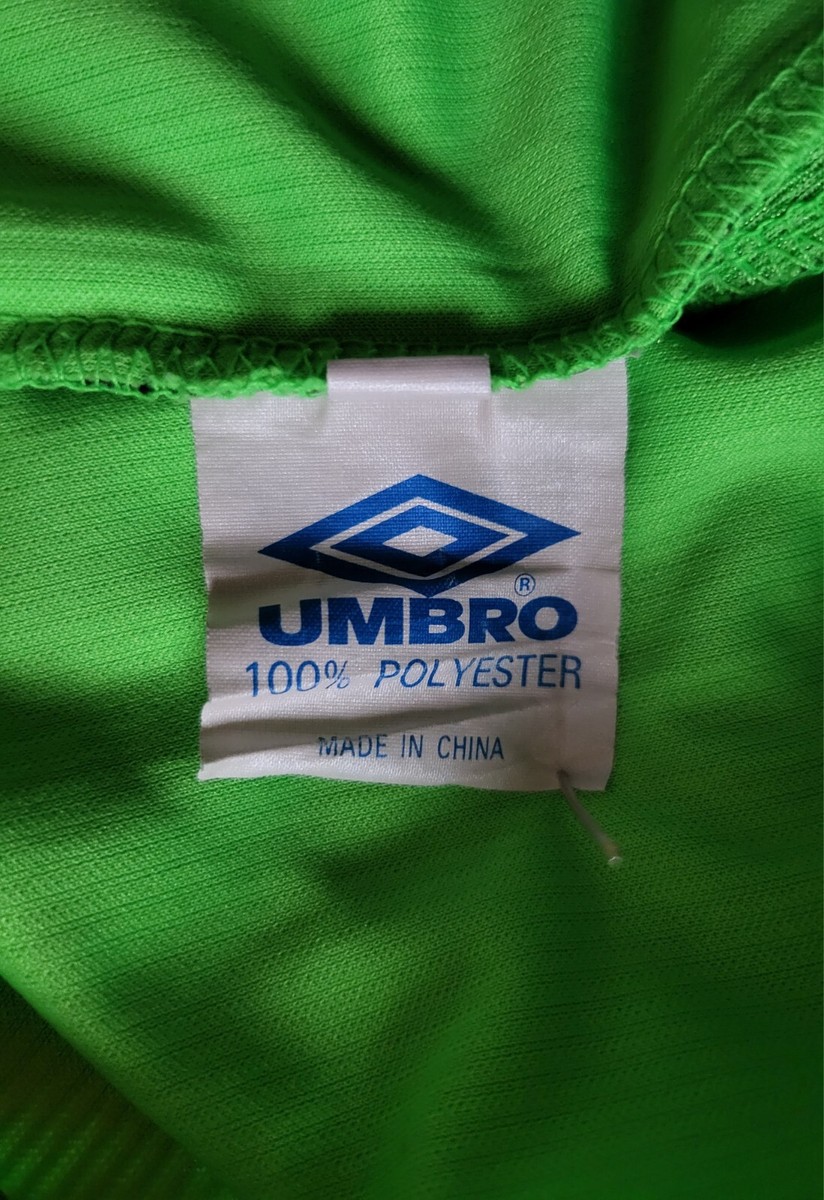 ®
UMBRO
100% POLYESTER
MADE IN CHINA